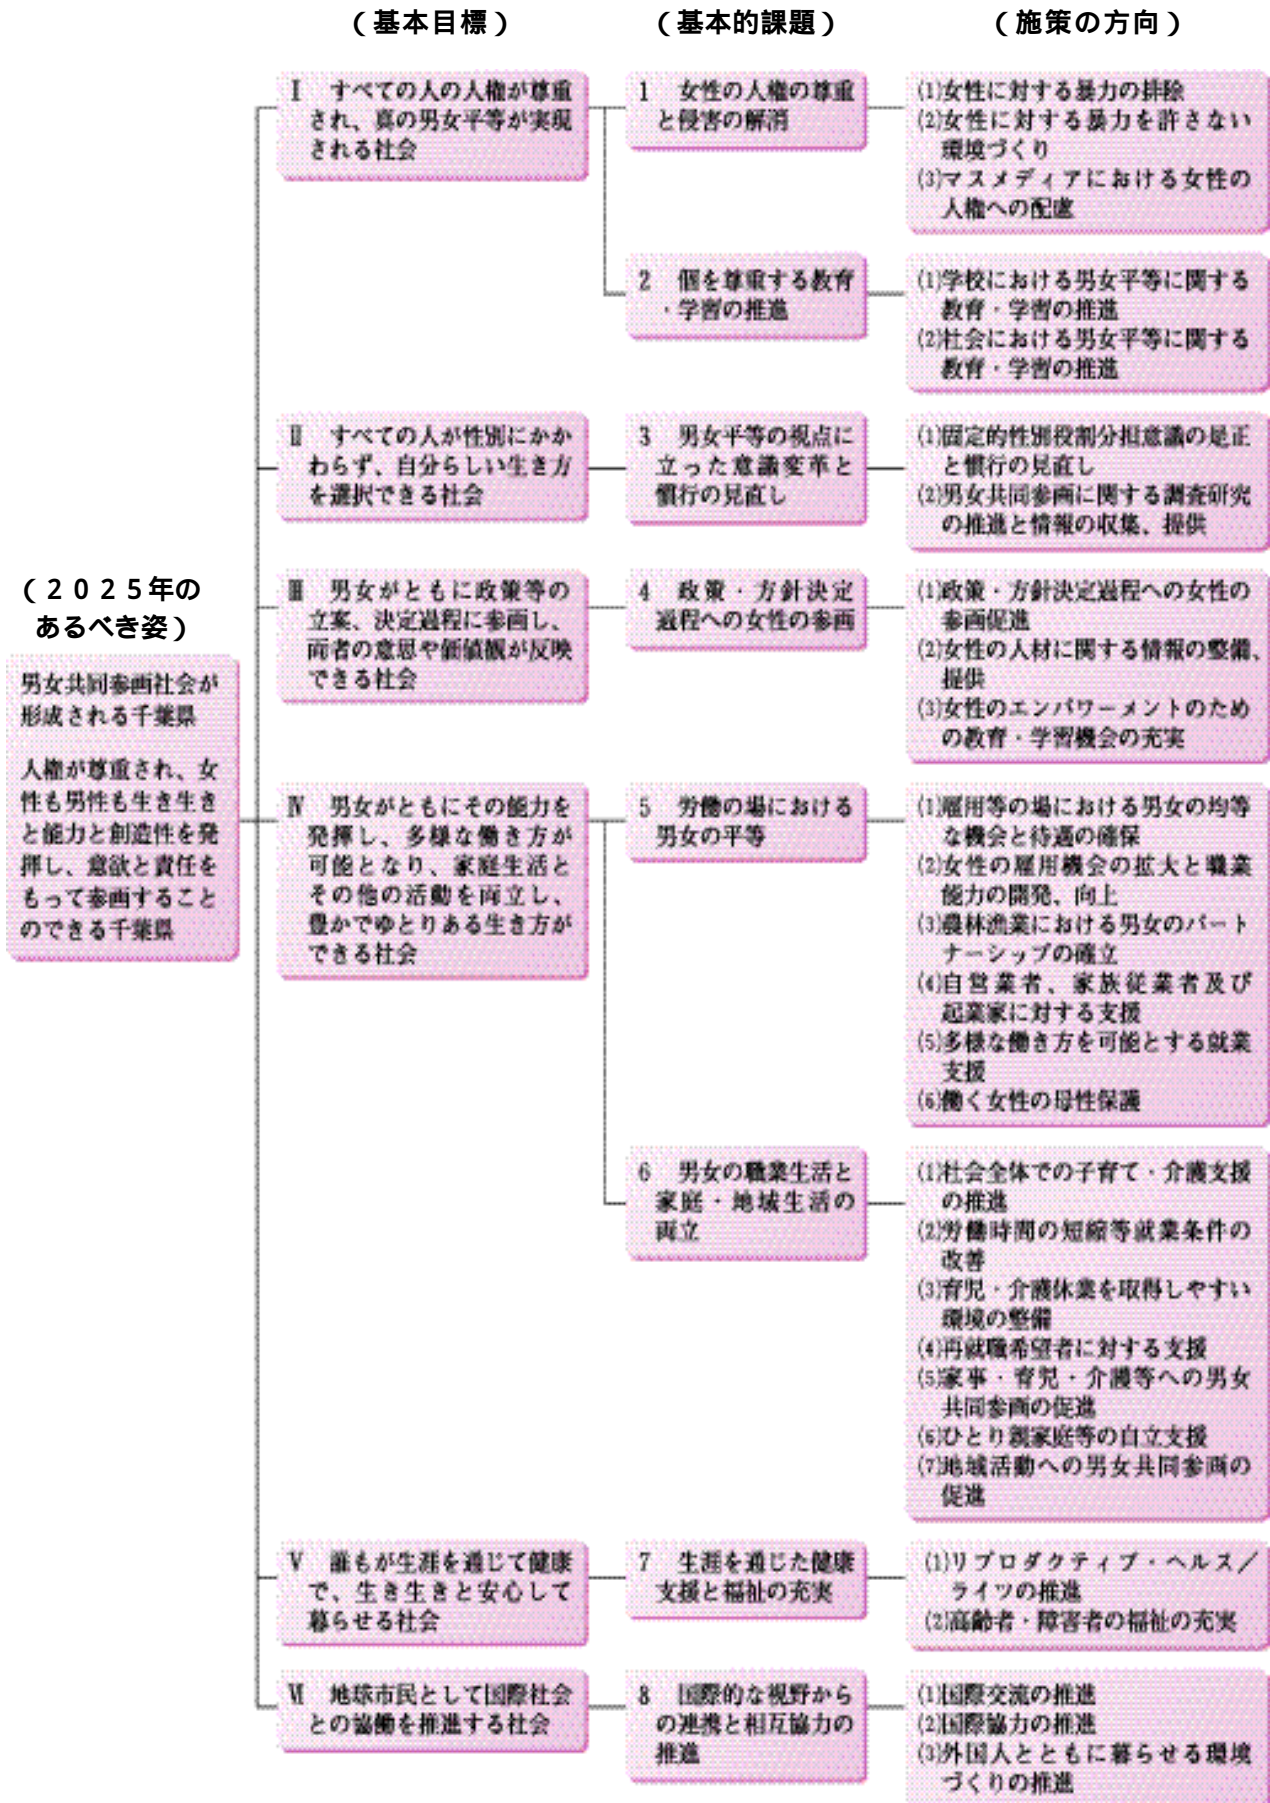 (基本目標)
(基本的課題)
(施策の方向)
Ⅰ すべての人の人権が尊重
され、真の男女平等が実現
される社会
1 女性の人権の尊重
と侵害の解消
(1)女性に対する暴力の排除
(2)女性に対する暴力を許さない
環境づくり
(3)マスメディアにおける女性の
人権への配慮
2 個を尊重する教育
・学習の推進
(1)学校における男女平等に関する
教育・学習の推進
(2)社会における男女平等に関する
教育・学習の推進
Ⅱ すべての人が性別にかか
わらず、自分らしい生き方
を選択できる社会
3 男女平等の視点に
立った意識変革と
慣行の見直し
(1)固定的性別役割分担意識の是正
と慣行の見直し
(2)男女共同参画に関する調査研究
の推進と情報の収集、提供
(2025年の
あるべき姿)
男女共同参画社会が
形成される千葉県
人権が尊重され、女
性も男性も生き生き
と能力と創造性を発
揮し、意欲と責任を
もって参画すること
のできる千葉県
Ⅲ 男女がともに政策等の
立案、決定過程に参画し、
両者の意思や価値観が反映
できる社会
4 政策・方針決定
過程への女性の参画
(1)政策・方針決定過程への女性の
参画促進
(2)女性の人材に関する情報の整備、
提供
(3)女性のエンパワーメントのため
の教育・学習機会の充実
Ⅳ 男女がともにその能力を
発揮し、多様な働き方が
可能となり、家庭生活と
その他の活動を両立し、
豊かでゆとりある生き方が
できる社会
5 労働の場における
男女の平等
(1)雇用等の場における男女の均等
な機会と待遇の確保
(2)女性の雇用機会の拡大と職業
能力の開発、向上
(3)農林漁業における男女のパート
ナーシップの確立
(4)自営業者、家族従業者及び
起業家に対する支援
(5)多様な働き方を可能とする就業
支援
(6)働く女性の母性保護
6 男女の職業生活と
家庭・地域生活の
両立
(1)社会全体での子育て・介護支援
の推進
(2)労働時間の短縮等就業条件の
改善
(3)育児・介護休業を取得しやすい
環境の整備
(4)再就職希望者に対する支援
(5)家事・育児・介護等への男女
共同参画の促進
(6)ひとり親家庭等の自立支援
(7)地域活動への男女共同参画の
促進
Ⅴ 誰もが生涯を通じて健康
で、生き生きと安心して
暮らせる社会
7 生涯を通じた健康
支援と福祉の充実
(1)リプロダクティブ・ヘルス/
ライツの推進
(2)高齢者・障害者の福祉の充実
Ⅵ 地球市民として国際社会
との協働を推進する社会
8 国際的な視野から
の連携と相互協力の
推進
(1)国際交流の推進
(2)国際協力の推進
(3)外国人とともに暮らせる環境
づくりの推進